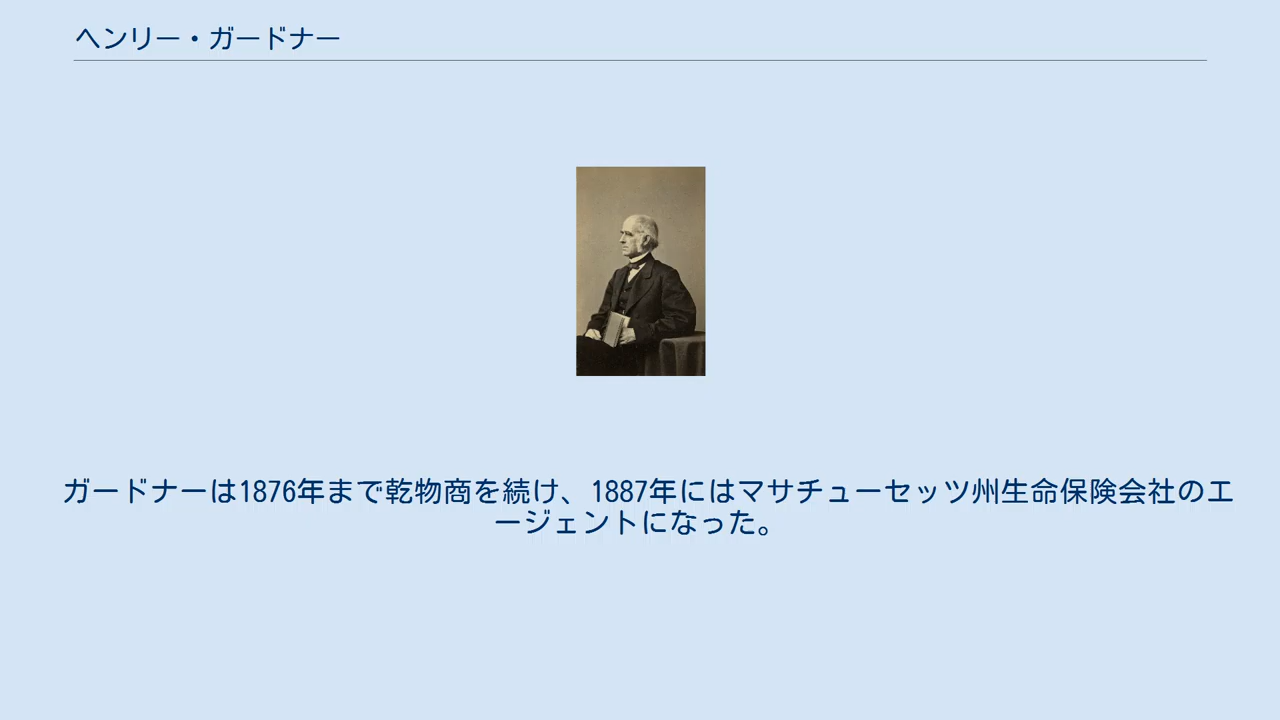 ヘンリー・ガードナー
ガードナーは1876年まで乾物商を続け、1887年にはマサチューセッツ州生命保険会社のエ
ージェントになった。